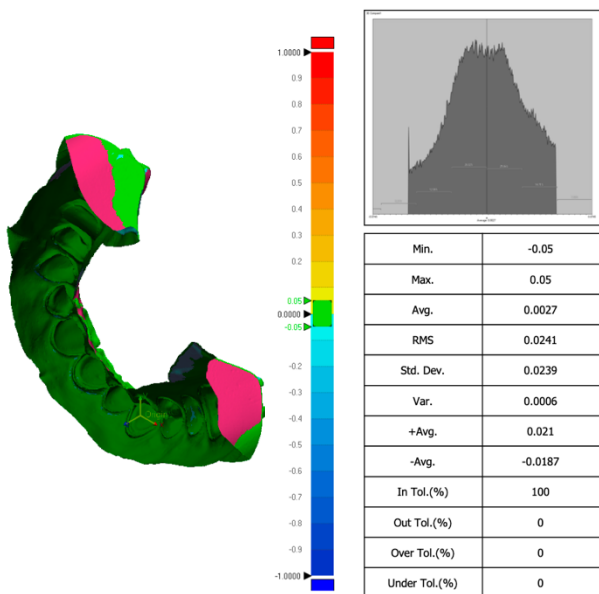 1.0000
0.9
0.8
0.7
0.6
0.5
0.4
0.3
0.2
0.05
0.0000
-0.05
-0.2
-0.3
-0.4
-0.5
-0.6
-0.7
-0.8
-0.9
-1.0000
Min. -0.05
Max. 0.05
Avg. 0.0027
RMS 0.0241
Std. Dev. 0.0239
Var. 0.0006
+Avg. 0.021
-Avg. -0.0187
In Tol.(%) 100
Out Tol.(%) 0
Over Tol.(%) 0
Under Tol.(%) 0